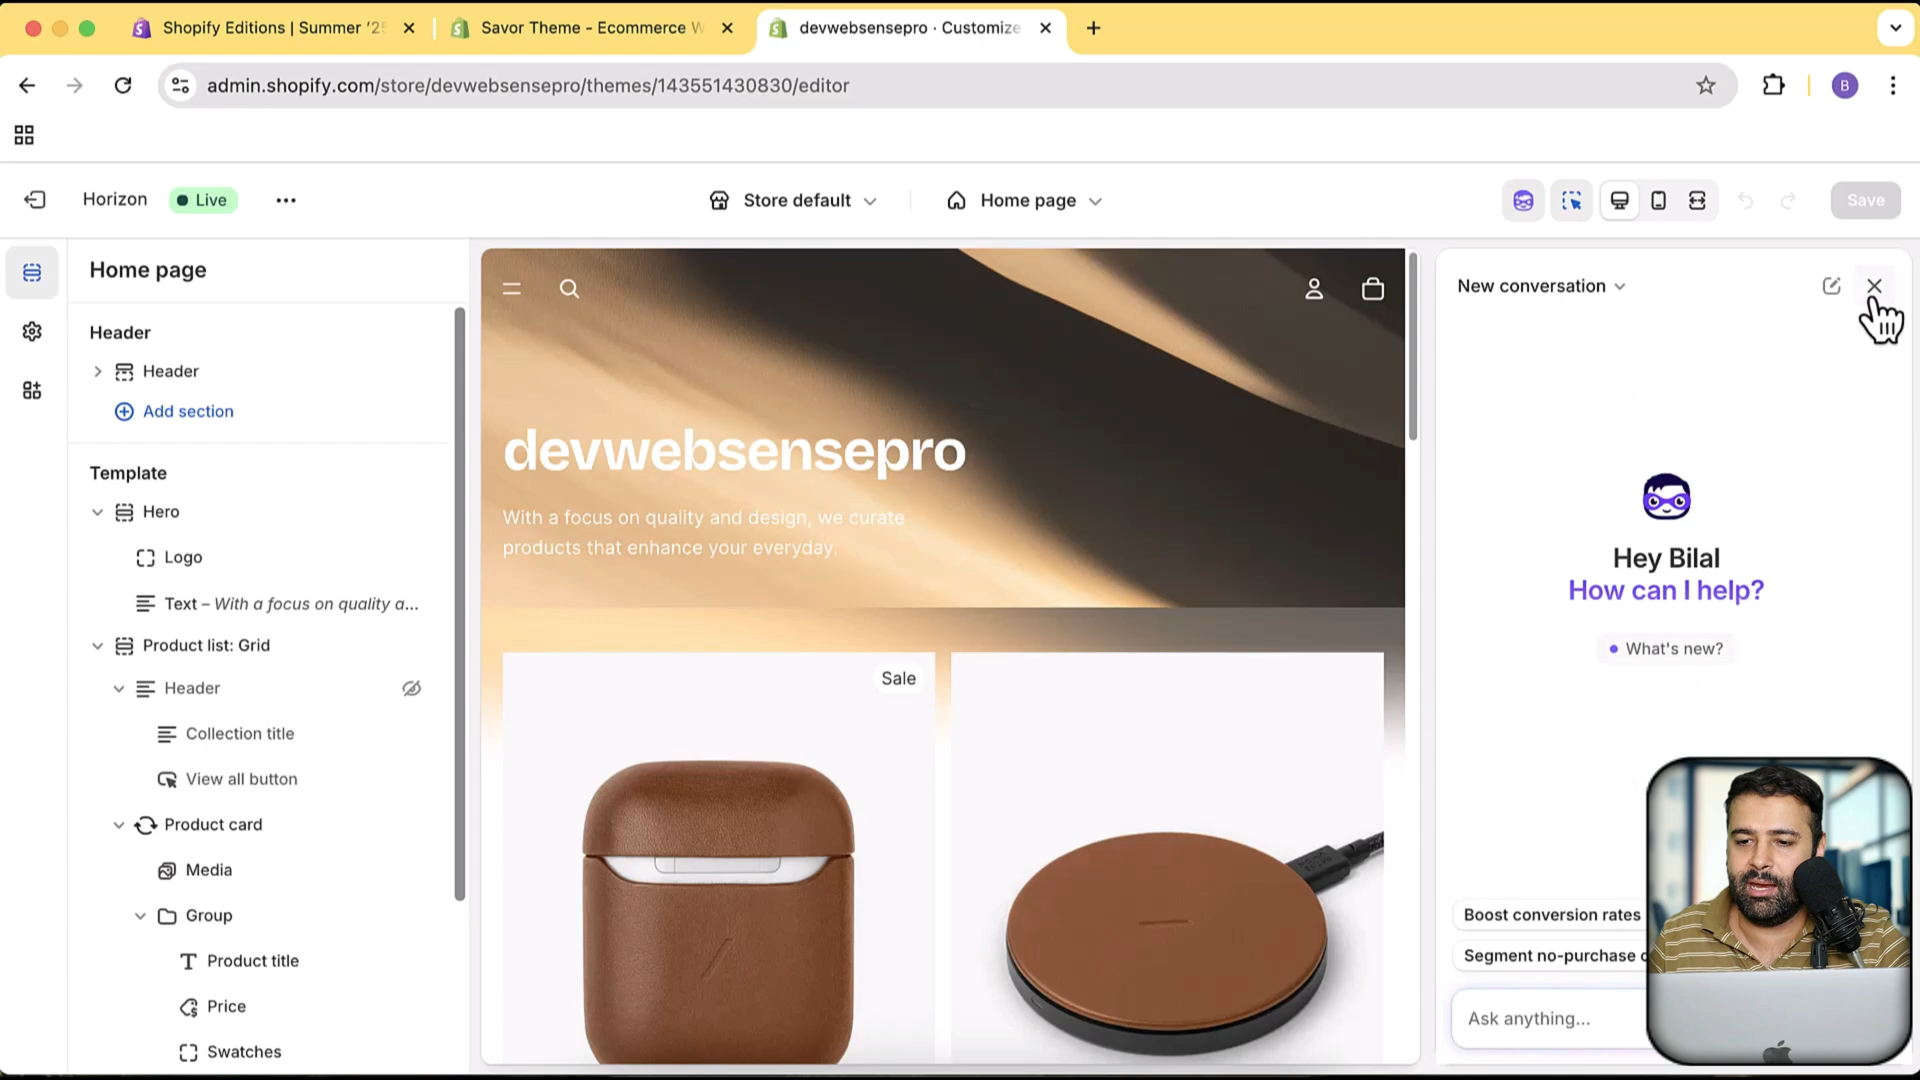 Shopify Editions | Summer '25
Savor Theme - Ecommerce W
devwebsensepro · Customize
admin.shopify.com/store/devwebsensepro/themes/143551430830/editor
B
Horizon
Live
Store default
Home page
Save
Home page
Header
Header
Add section
Template
Hero
Logo
Text – With a focus on quality a...
Product list: Grid
Header
Collection title
View all button
Product card
Media
Group
Product title
Price
Swatches
devwebsensepro
With a focus on quality and design, we curate
products that enhance your everyday.
Sale
New conversation
Hey Bilal
How can I help?
What's new?
Boost conversion rates
Segment no-purchase
Ask anything...